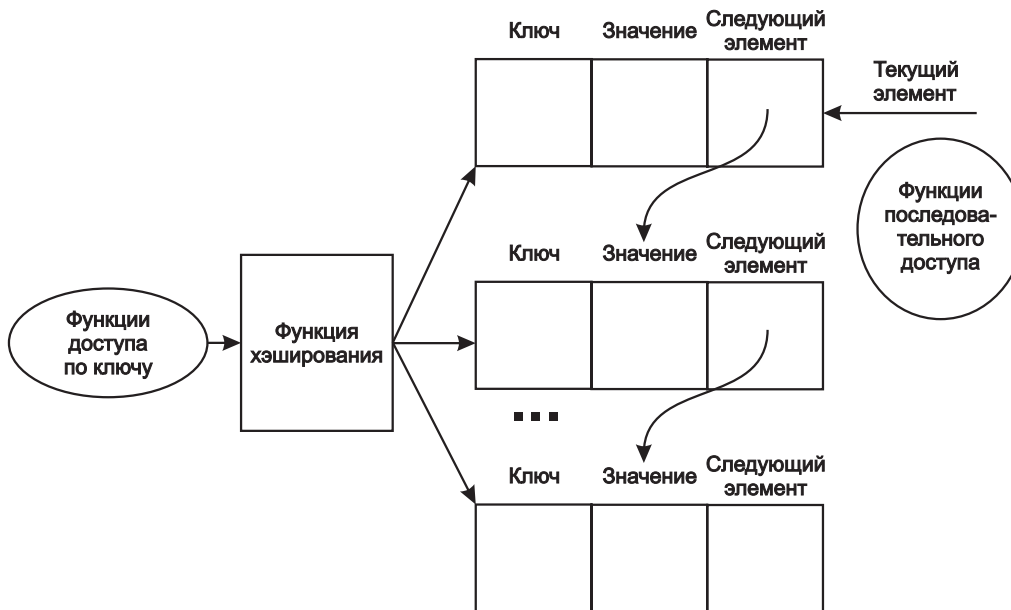 Ключ Значение Следующий
элемент
Текущий
элемент
Функции
последова-
тельного
доступа
Ключ Значение Следующий
элемент
Функции
доступа
по ключу
Функция
хэширования
Ключ Значение Следующий
элемент